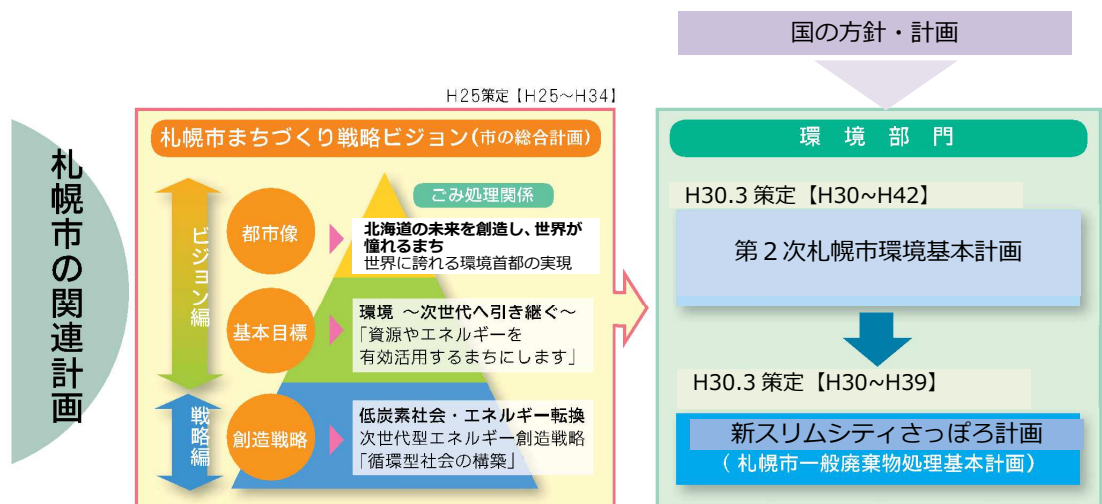 国の方針・計画
札幌市の関連計画
H25策定【H25~H34】
札幌市まちづくり戦略ビジョン(市の総合計画)
ごみ処理関係
ビジョン編
都市像
北海道の未来を創造し、世界が
憧れるまち
世界に誇れる環境首都の実現
基本目標
環境 ~次世代へ引き継ぐ~
「資源やエネルギーを
有効活用するまちにします」
戦略編
創造戦略
低炭素社会・エネルギー転換
次世代型エネルギー創造戦略
「循環型社会の構築」
環境部門
H30.3 策定【H30~H42】
第2次札幌市環境基本計画
H30.3 策定【H30~H39】
新スリムシティさっぽろ計画
(札幌市一般廃棄物処理基本計画)